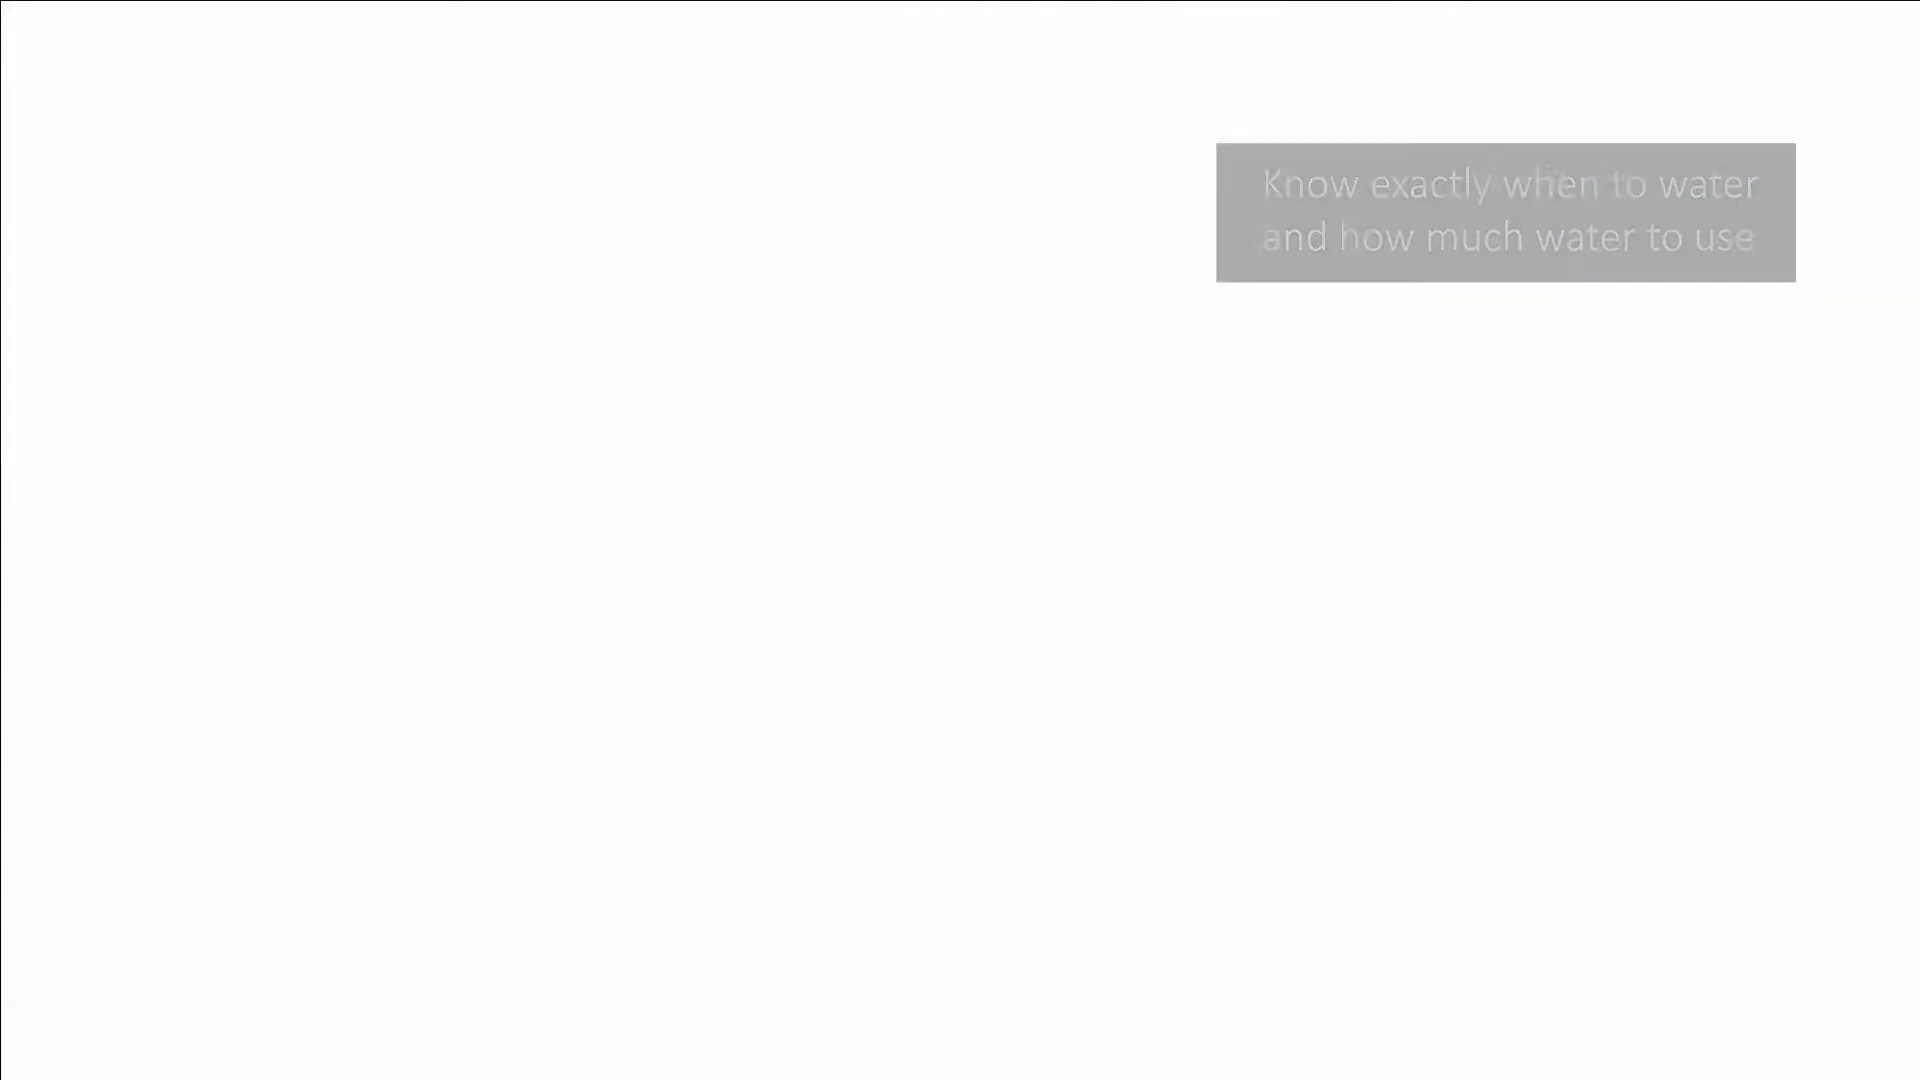 Know exactly when to water
and how much water to use